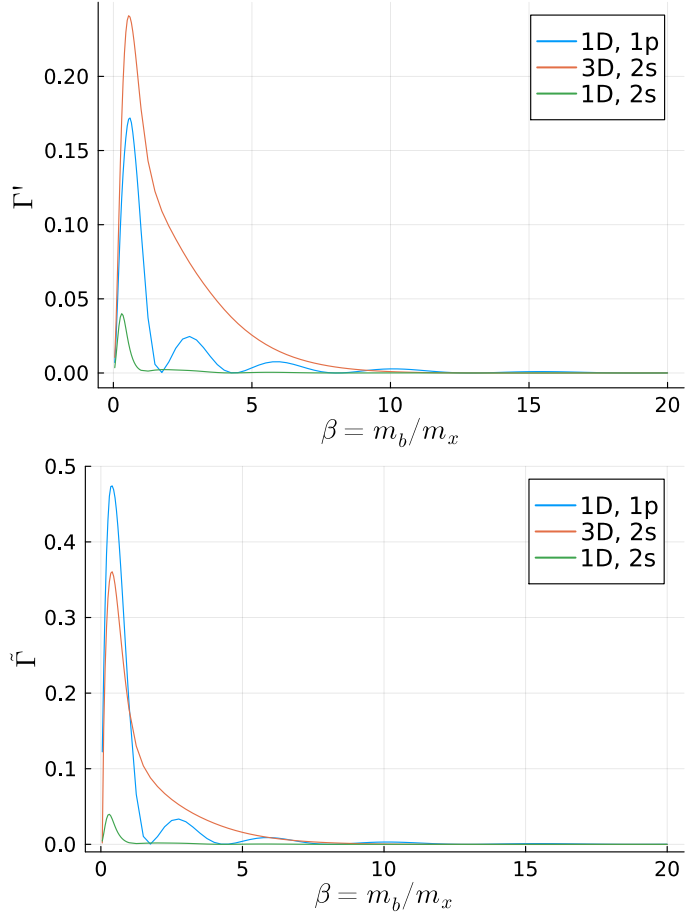 1D, 1p
3D, 2s
1D, 2s
0.20
0.15
0.10
0.05
0.00
Γ'
0 5 10 15 20
β = m_b/m_x
1D, 1p
3D, 2s
1D, 2s
0.5
0.4
0.3
0.2
0.1
0.0
Γ̃
0 5 10 15 20
β = m_b/m_x